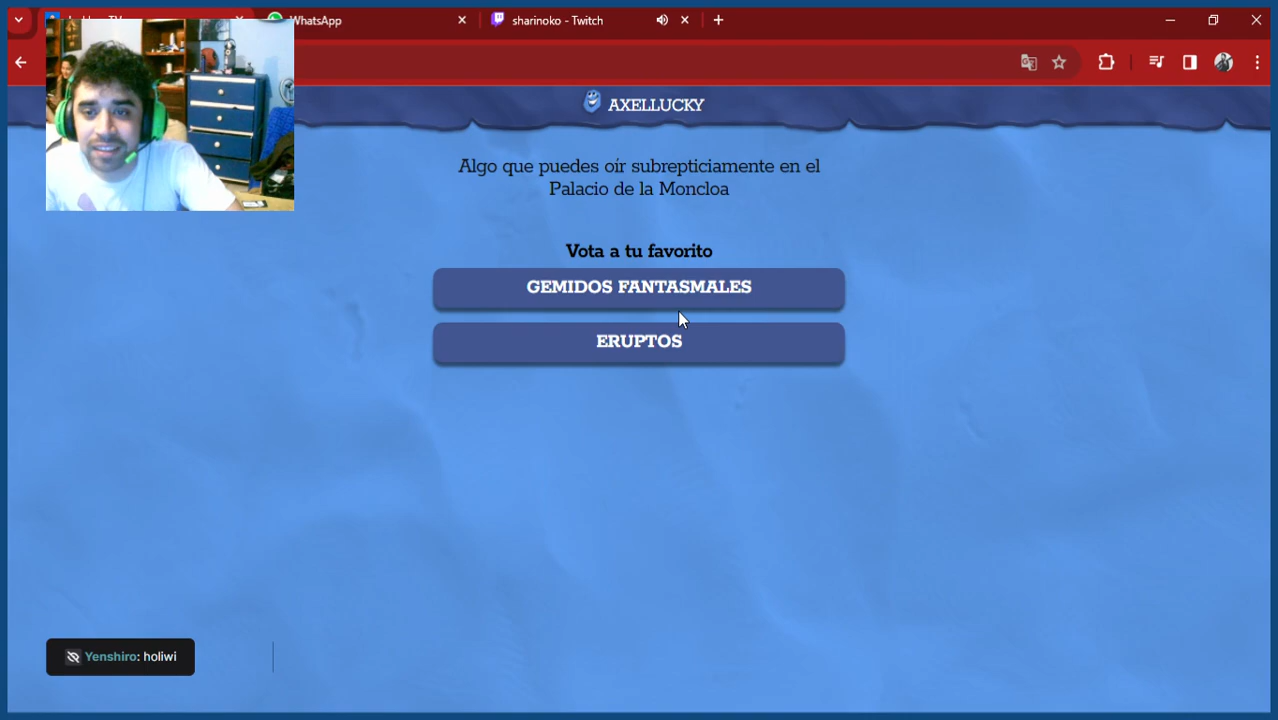 WhatsApp
sharinoko - Twitch
AXELLUCKY
Algo que puedes oír subrepticiamente en el
Palacio de la Moncloa
Vota a tu favorito
GEMIDOS FANTASMALES
ERUPTOS
Yenshiro: holiwi